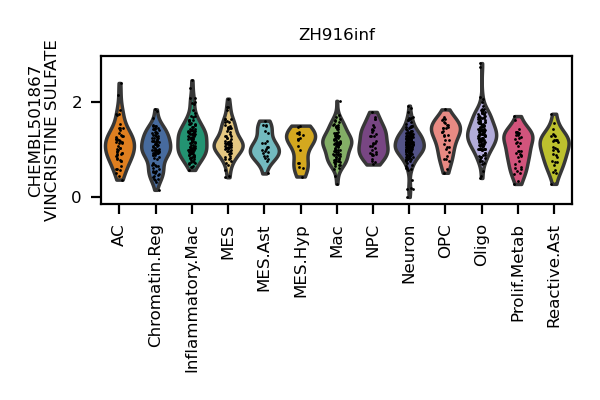 ZH916inf
CHEMBL501867
VINCRISTINE SULFATE
2
0
AC
Chromatin.Reg
Inflammatory.Mac
MES
MES.Ast
MES.Hyp
Mac
NPC
Neuron
OPC
Oligo
Prolif.Metab
Reactive.Ast